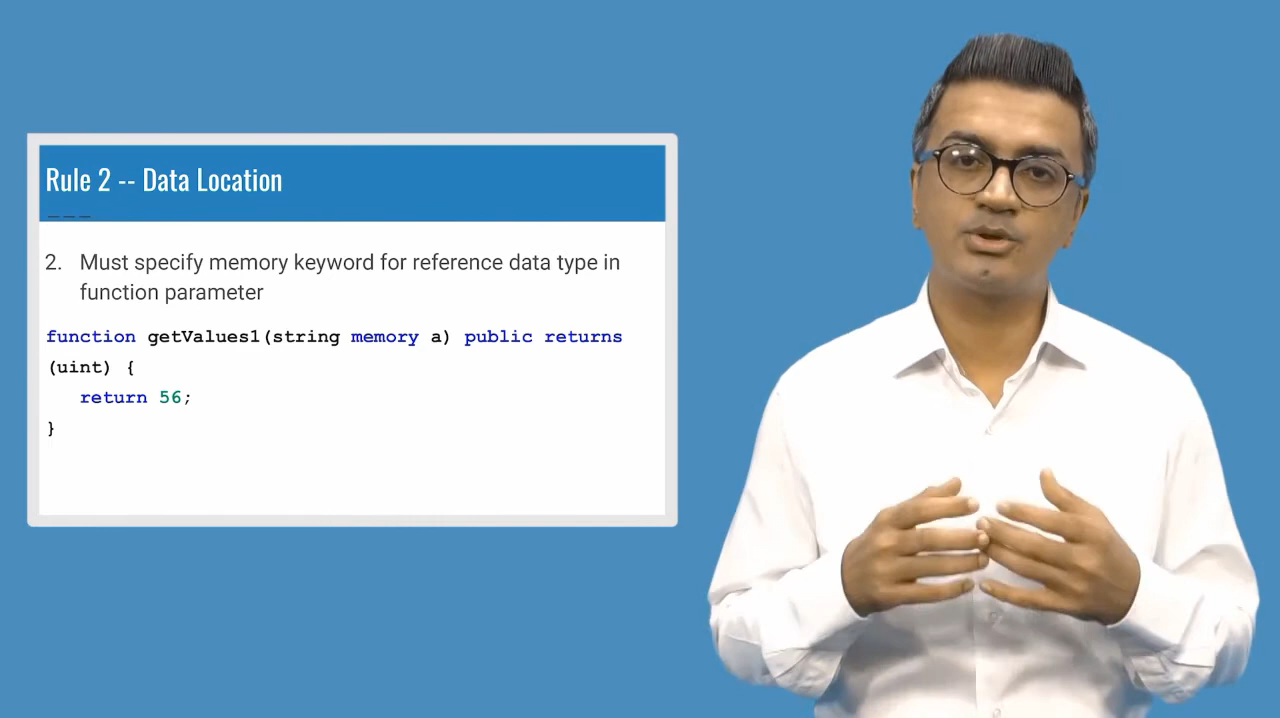 Rule 2 -- Data Location
2. Must specify memory keyword for reference data type in
function parameter
function getValues1(string memory a) public returns
(uint) {
return 56;
}